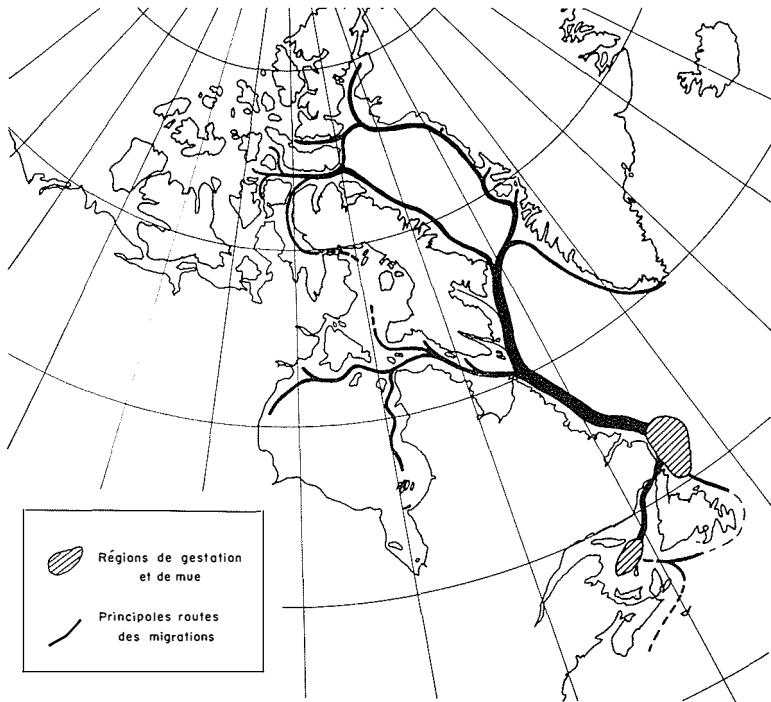 Régions de gestation
et de mue
Principales routes
des migrations